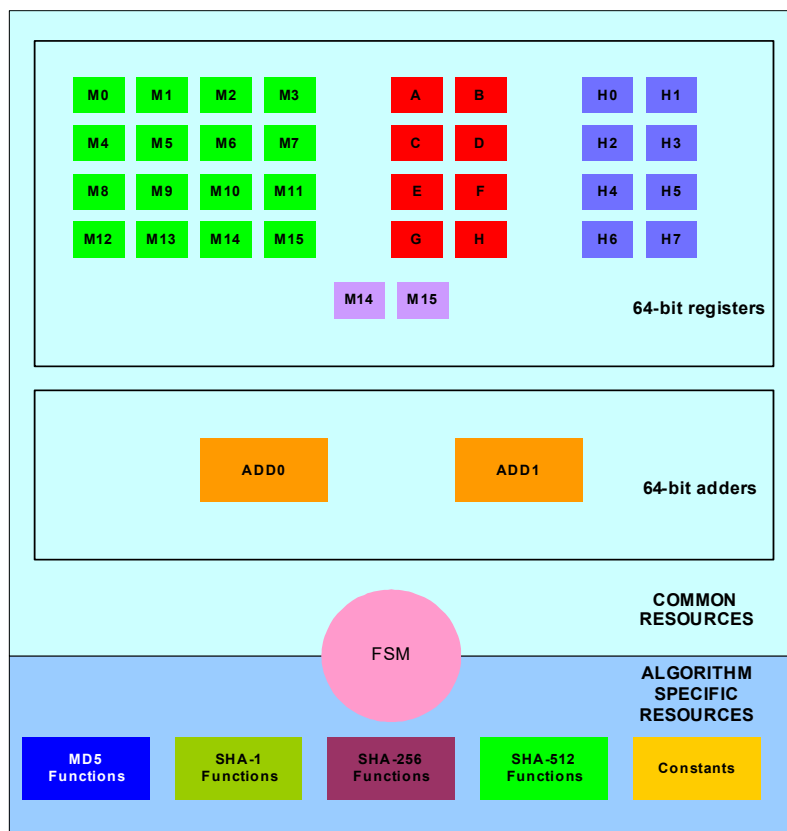 M0 M1 M2 M3 A B H0 H1
M4 M5 M6 M7 C D H2 H3
M8 M9 M10 M11 E F H4 H5
M12 M13 M14 M15 G H H6 H7
M14 M15
64-bit registers
ADD0 ADD1
64-bit adders
COMMON
RESOURCES
FSM
ALGORITHM
SPECIFIC
RESOURCES
MD5
Functions
SHA-1
Functions
SHA-256
Functions
SHA-512
Functions
Constants